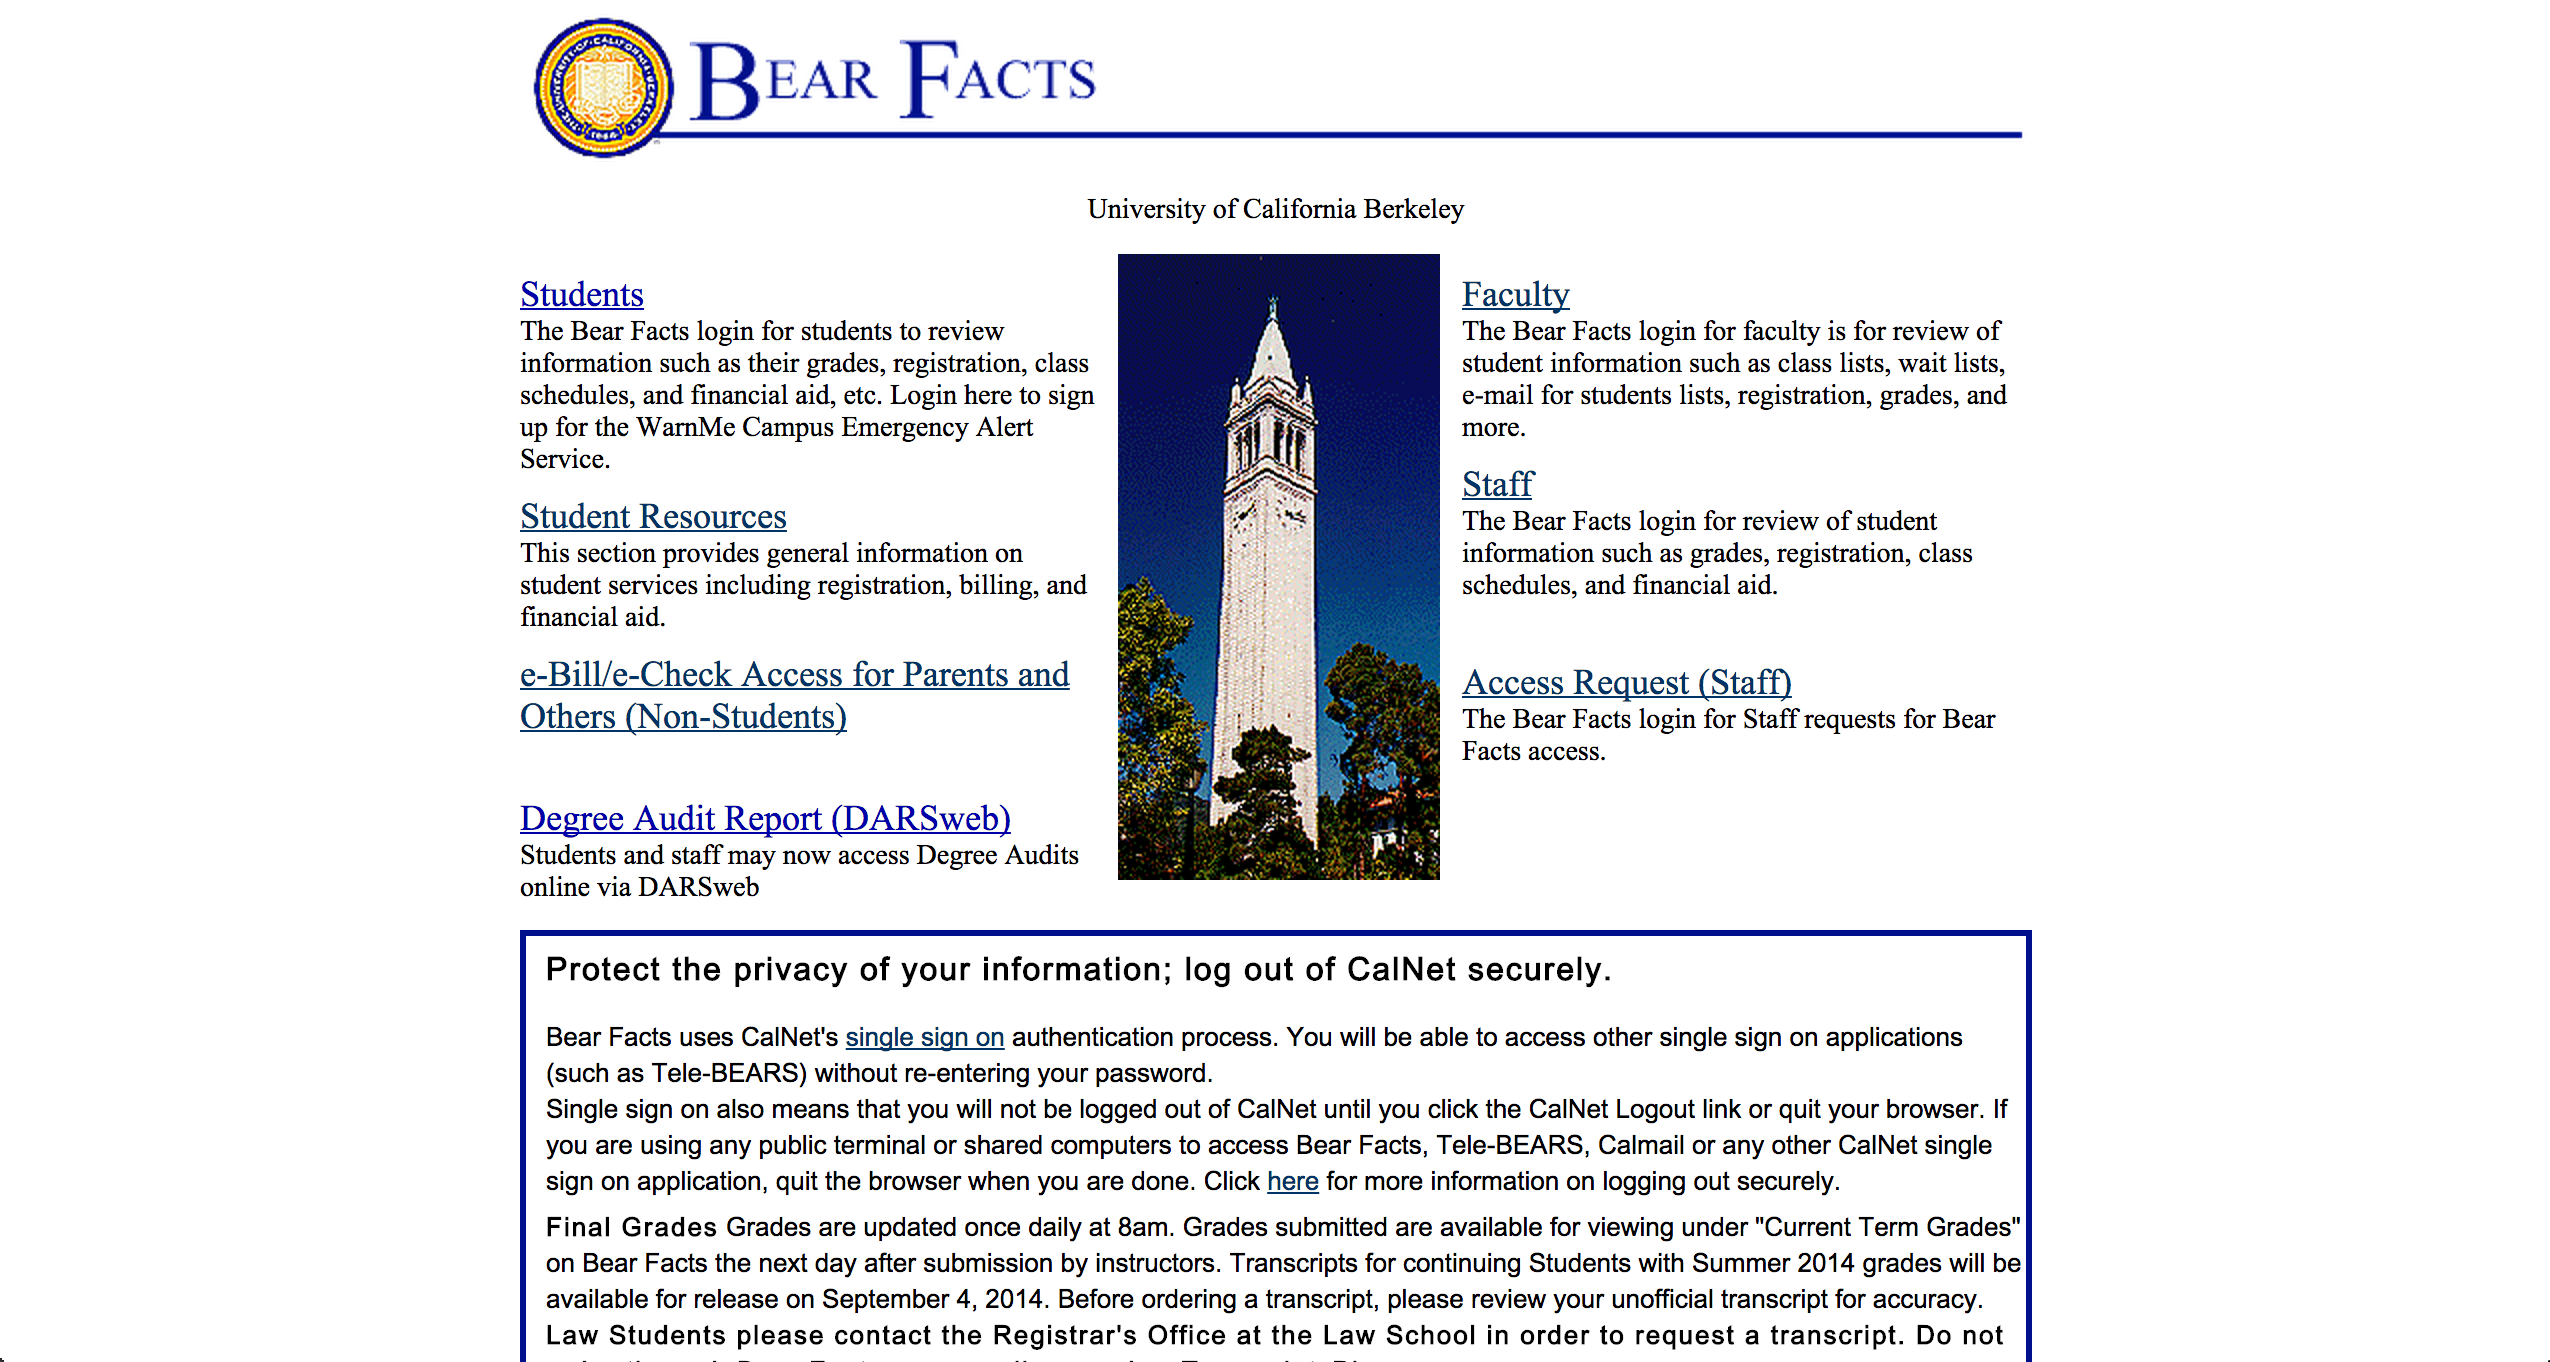 BEAR FACTS
University of California Berkeley
Students
The Bear Facts login for students to review
information such as their grades, registration, class
schedules, and financial aid, etc. Login here to sign
up for the WarnMe Campus Emergency Alert
Service.
Student Resources
This section provides general information on
student services including registration, billing, and
financial aid.
e-Bill/e-Check Access for Parents and
Others (Non-Students)
Degree Audit Report (DARSweb)
Students and staff may now access Degree Audits
online via DARSweb
Faculty
The Bear Facts login for faculty is for review of
student information such as class lists, wait lists,
e-mail for students lists, registration, grades, and
more.
Staff
The Bear Facts login for review of student
information such as grades, registration, class
schedules, and financial aid.
Access Request (Staff)
The Bear Facts login for Staff requests for Bear
Facts access.
Protect the privacy of your information; log out of CalNet securely.
Bear Facts uses CalNet's single sign on authentication process. You will be able to access other single sign on applications
(such as Tele-BEARS) without re-entering your password.
Single sign on also means that you will not be logged out of CalNet until you click the CalNet Logout link or quit your browser. If
you are using any public terminal or shared computers to access Bear Facts, Tele-BEARS, Calmail or any other CalNet single
sign on application, quit the browser when you are done. Click here for more information on logging out securely.
Final Grades Grades are updated once daily at 8am. Grades submitted are available for viewing under "Current Term Grades"
on Bear Facts the next day after submission by instructors. Transcripts for continuing Students with Summer 2014 grades will be
available for release on September 4, 2014. Before ordering a transcript, please review your unofficial transcript for accuracy.
Law Students please contact the Registrar's Office at the Law School in order to request a transcript. Do not